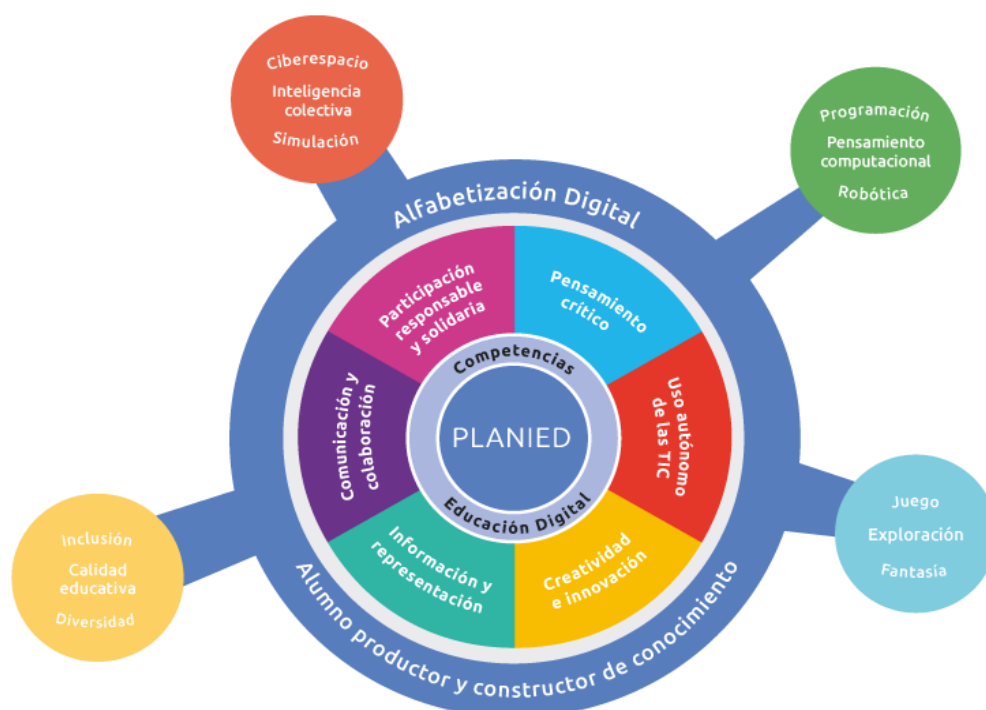 Ciberespacio
Inteligencia
colectiva
Simulación
Programación
Pensamiento
computacional
Robótica
Alfabetización Digital
Participación
responsable
y solidaria
Pensamiento
crítico
Comunicación y
colaboración
Competencias
PLANIED
Educación Digital
Uso autónomo
de las TIC
Información y
representación
Creatividad
e innovación
Inclusión
Calidad
educativa
Diversidad
Juego
Exploración
Fantasía
Alumno productor y constructor de conocimiento